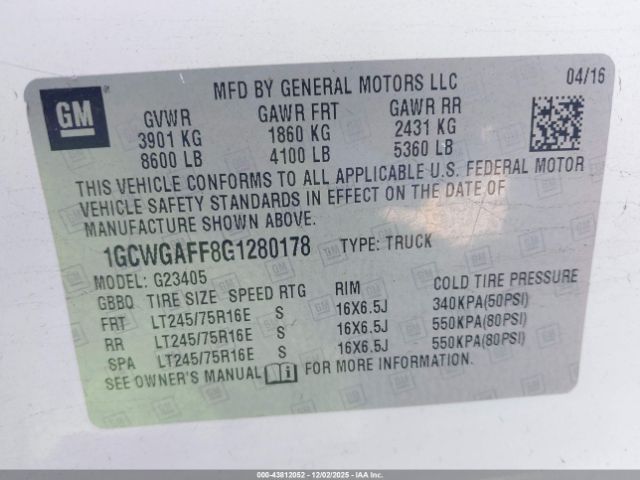 GM
MFD BY GENERAL MOTORS LLC
04/16
GVWR GAWR FRT GAWR RR
3901 KG 1860 KG 2431 KG
8600 LB 4100 LB 5360 LB
THIS VEHICLE CONFORMS TO ALL APPLICABLE U.S. FEDERAL MOTOR
VEHICLE SAFETY STANDARDS IN EFFECT ON THE DATE OF
MANUFACTURE SHOWN ABOVE.
1GCWGAFF8G1280178 TYPE: TRUCK
MODEL: G23405
GBBQ TIRE SIZE SPEED RTG RIM COLD TIRE PRESSURE
FRT LT245/75R16E S 16X6.5J 340KPA(50PSI)
RR LT245/75R16E S 16X6.5J 550KPA(80PSI)
SPA LT245/75R16E S 16X6.5J 550KPA(80PSI)
SEE OWNER'S MANUAL FOR MORE INFORMATION.
000-43812052 - 12/02/2025 - IAAI.com